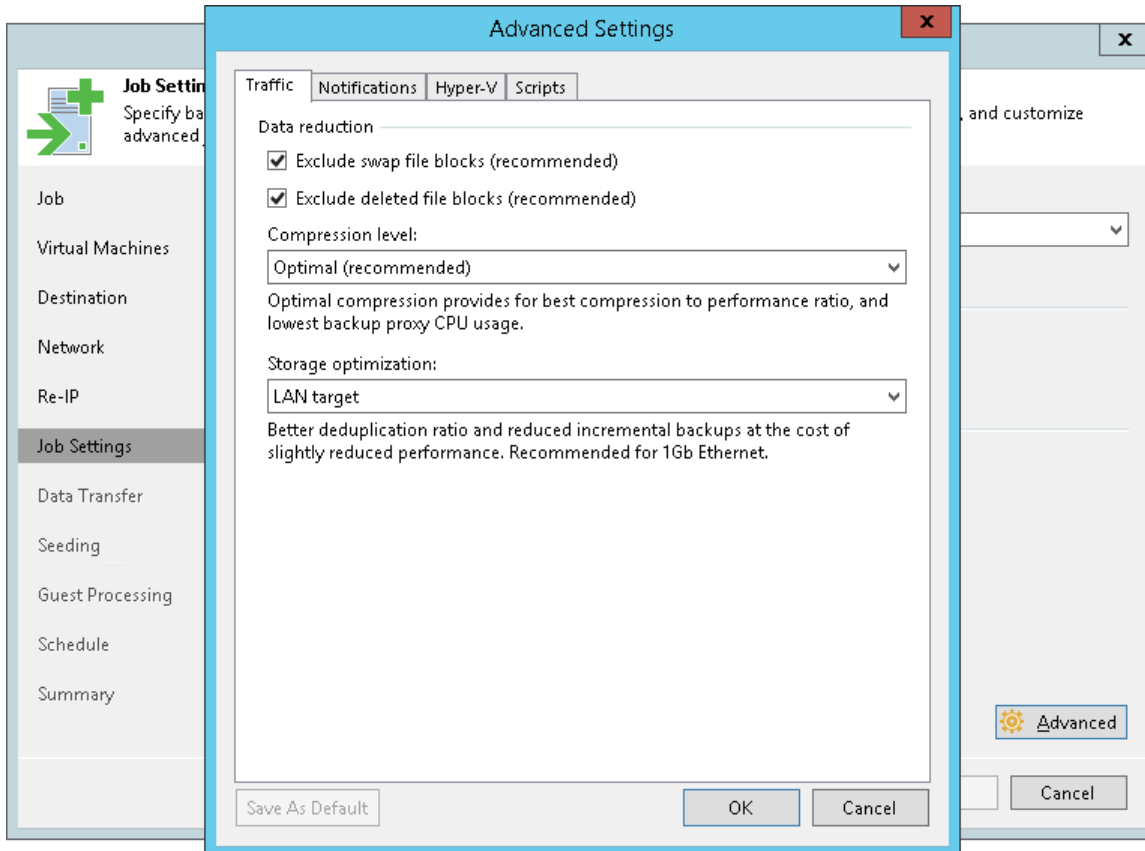 Advanced Settings
X
X
Job Settin
Specify ba
advanced
, and customize
Job
Virtual Machines
Destination
Network
Re-IP
Job Settings
Data Transfer
Seeding
Guest Processing
Schedule
Summary
Traffic
Notifications
Hyper-V
Scripts
Data reduction
Exclude swap file blocks (recommended)
Exclude deleted file blocks (recommended)
Compression level:
Optimal (recommended)
Optimal compression provides for best compression to performance ratio, and
lowest backup proxy CPU usage.
Storage optimization:
LAN target
Better deduplication ratio and reduced incremental backups at the cost of
slightly reduced performance. Recommended for 1Gb Ethernet.
Save As Default
OK
Cancel
Advanced
Cancel